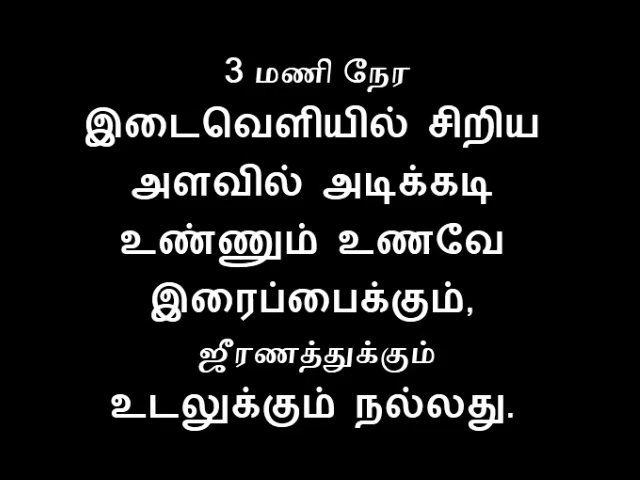 3 மணி நேர
இடைவெளியில் சிறிய
அளவில் அடிக்கடி
உண்ணும் உணவே
இரைப்பைக்கும்,
ஜீரணத்துக்கும்
உடலுக்கும் நல்லது.